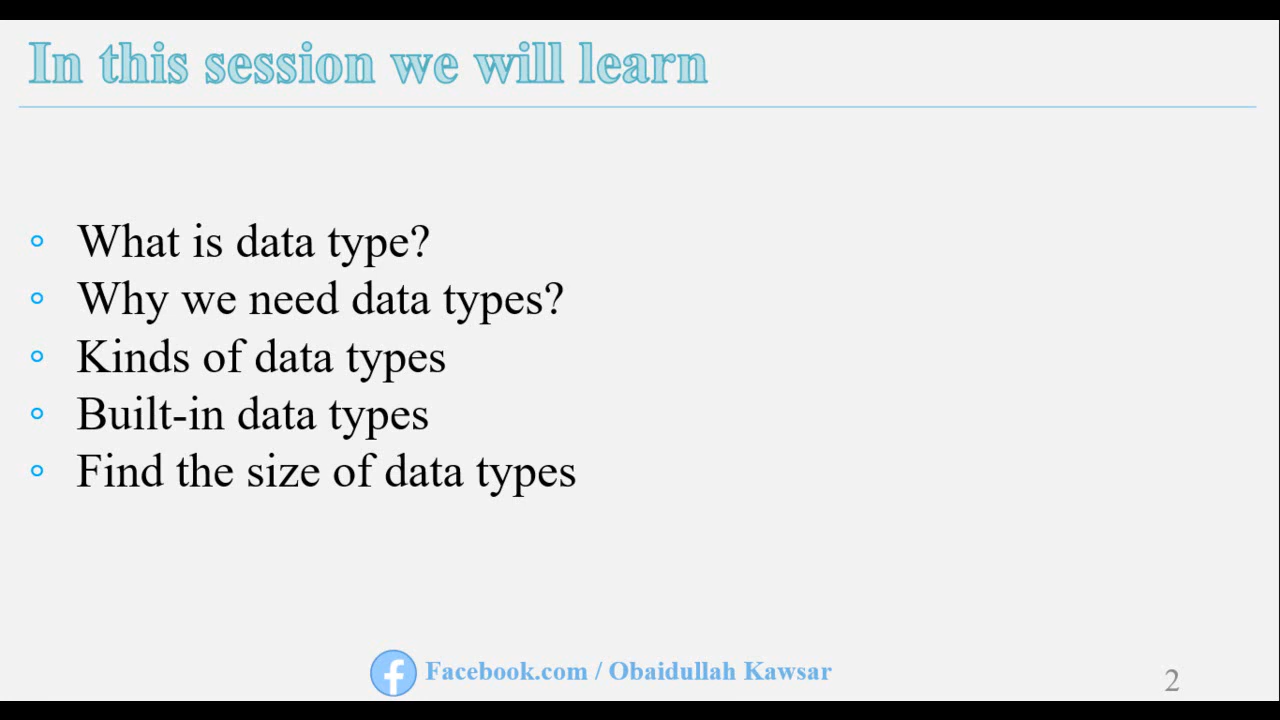 In this session we will learn
What is data type?
Why we need data types?
Kinds of data types
Built-in data types
Find the size of data types
Facebook.com / Obaidullah Kawsar
2